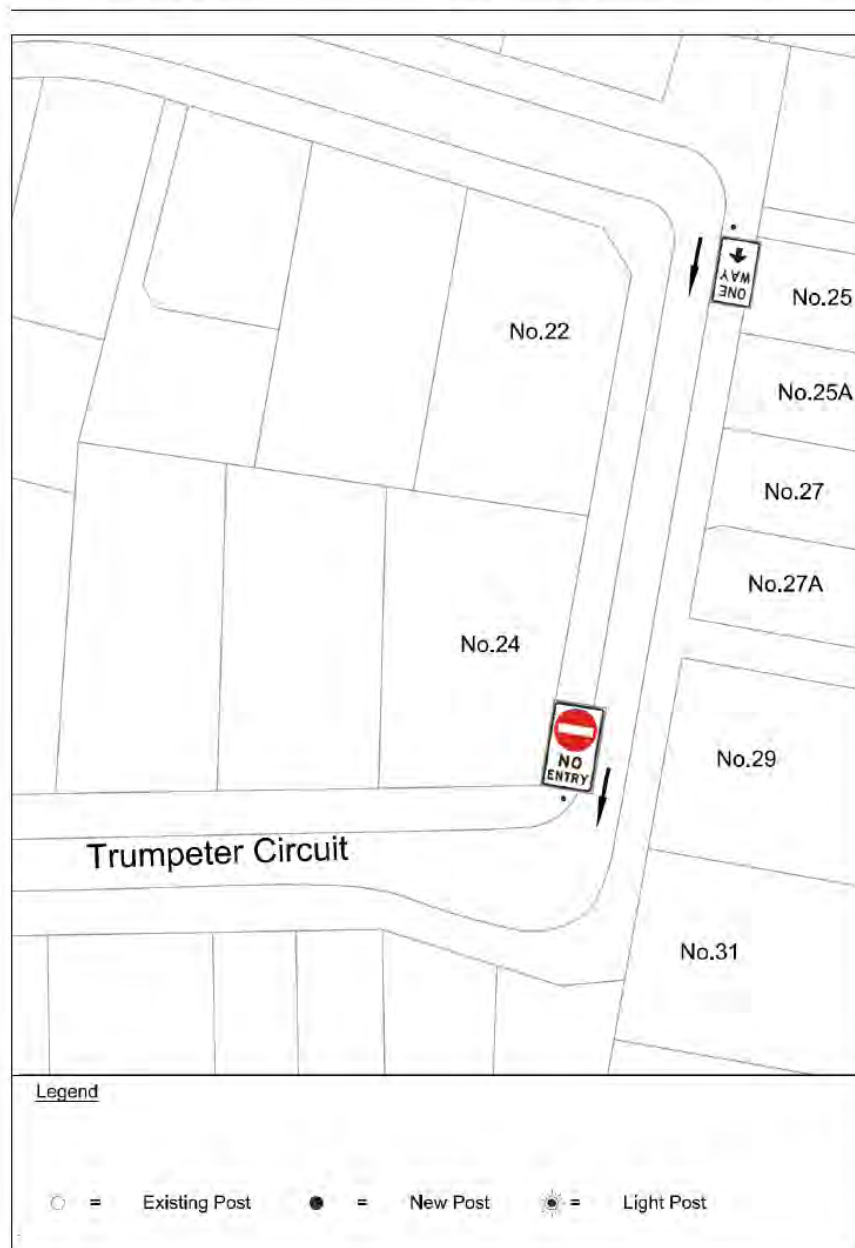 ONE
WAY
No.25
No.22
No.25A
No.27
No.27A
No.24
NO
ENTRY
No.29
Trumpeter Circuit
No.31
Legend
= Existing Post = New Post = Light Post